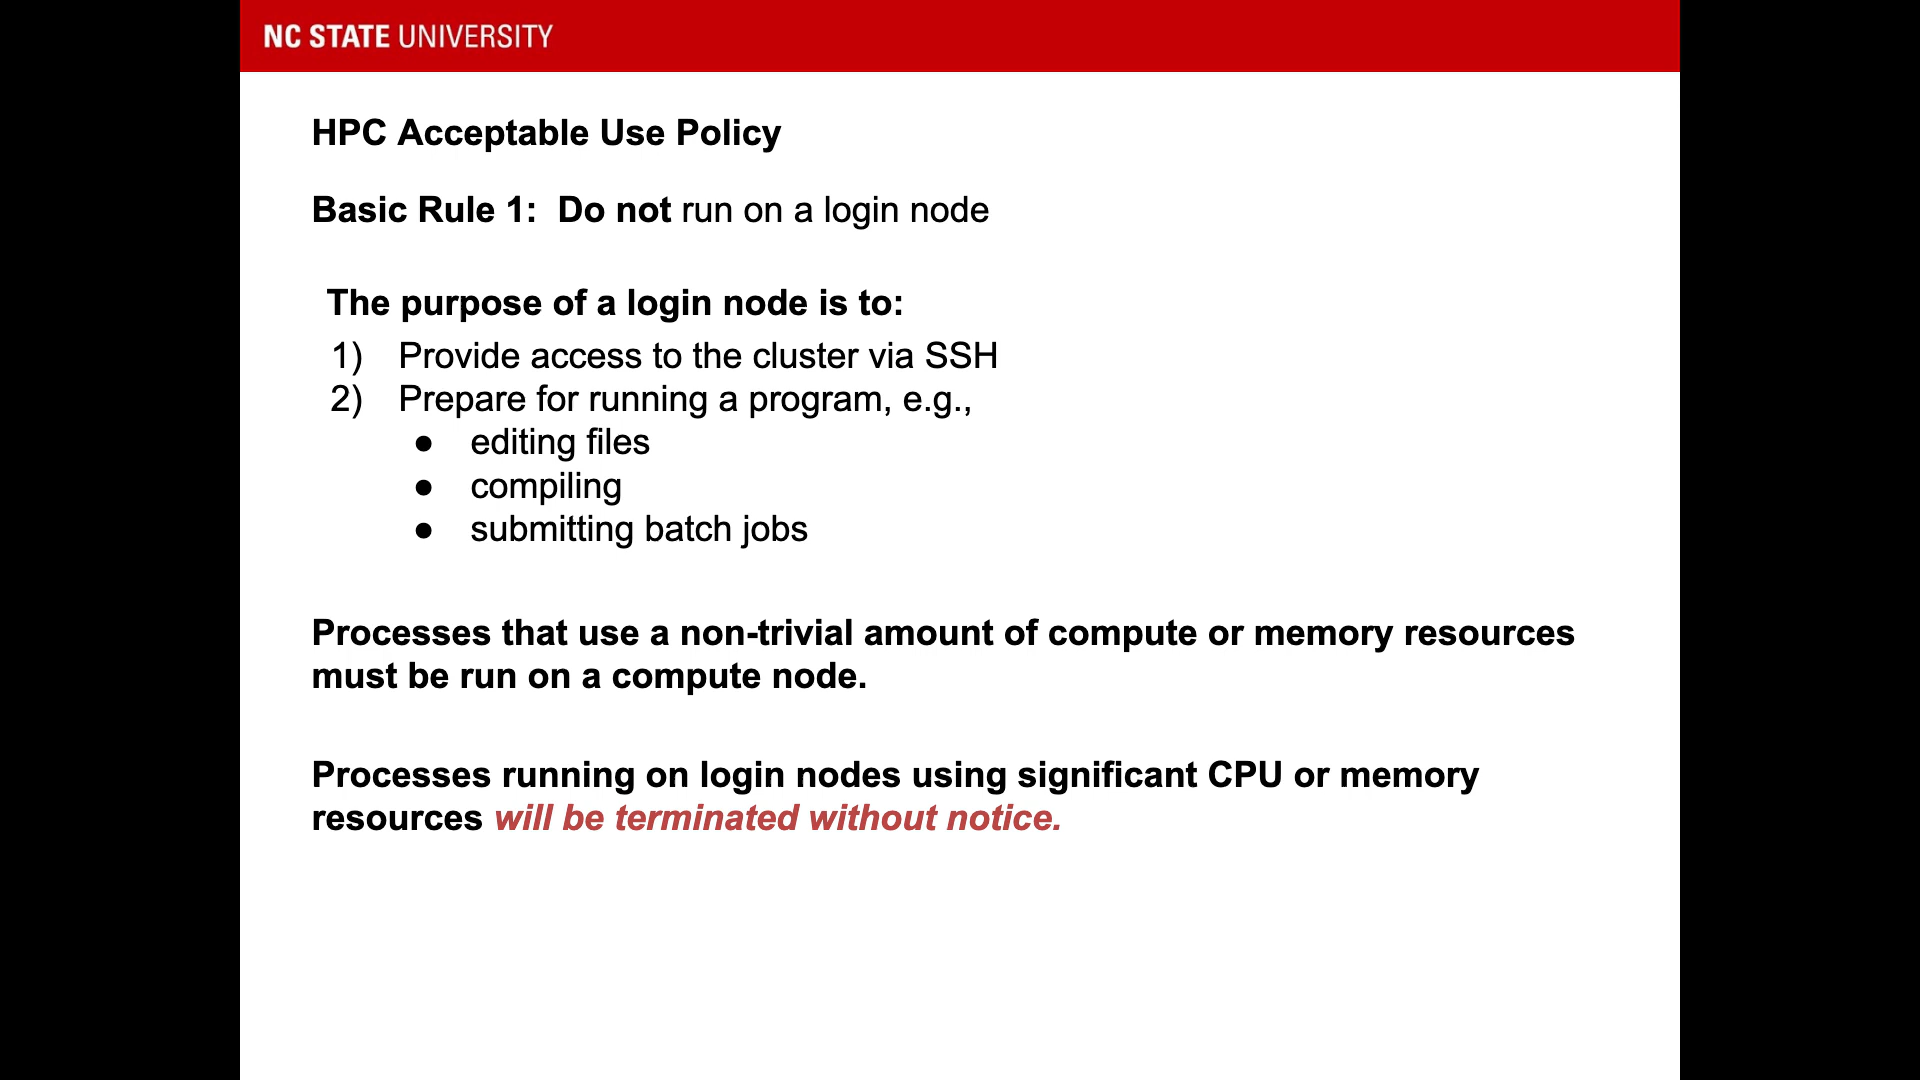 NC STATE UNIVERSITY
HPC Acceptable Use Policy
Basic Rule 1:  Do not run on a login node
The purpose of a login node is to:
1) Provide access to the cluster via SSH
2) Prepare for running a program, e.g.,
● editing files
● compiling
● submitting batch jobs
Processes that use a non-trivial amount of compute or memory resources
must be run on a compute node.
Processes running on login nodes using significant CPU or memory
resources will be terminated without notice.